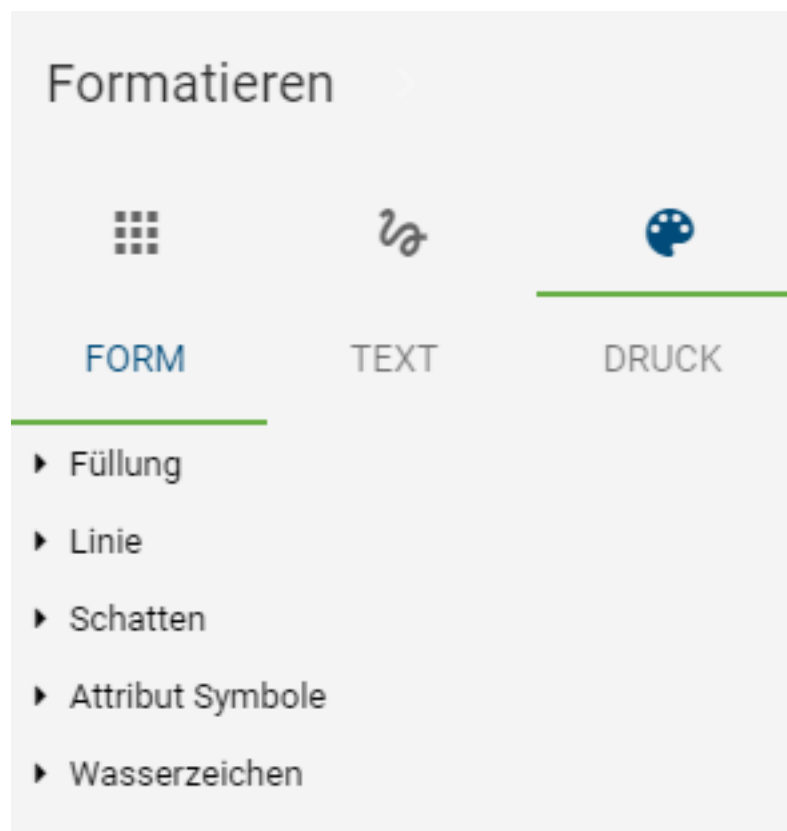 Formatieren
FORM TEXT DRUCK
Füllung
Linie
Schatten
Attribut Symbole
Wasserzeichen